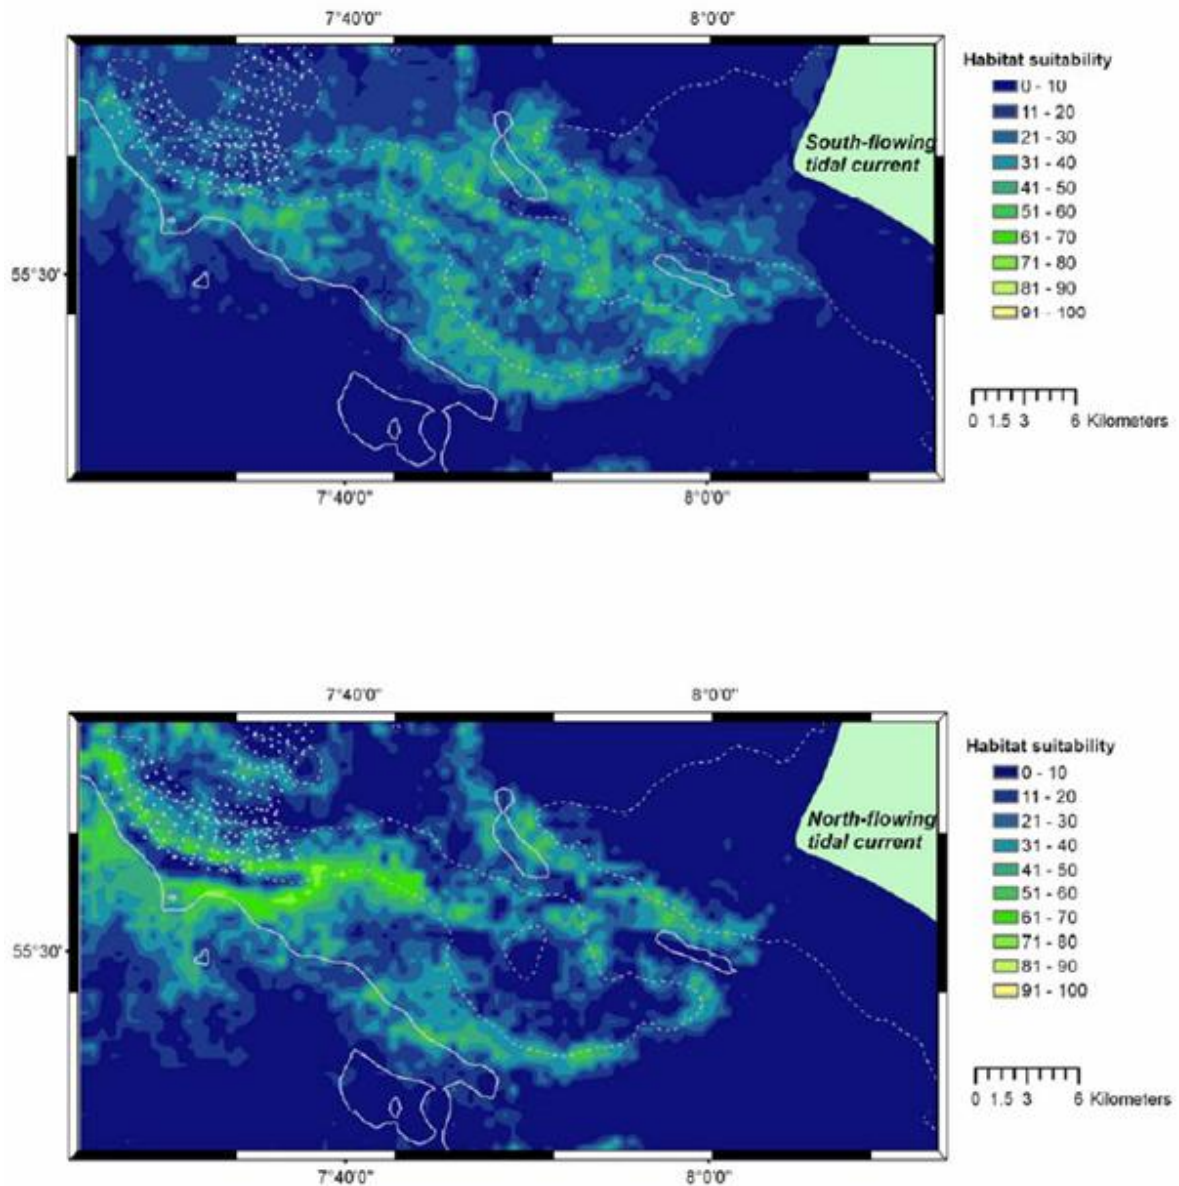 7°40'0" 8°0'0"
Habitat suitability
0 - 10
11 - 20
21 - 30
31 - 40
41 - 50
51 - 60
61 - 70
71 - 80
81 - 90
91 - 100
South-flowing
tidal current
55°30'
0 1.5 3 6 Kilometers
7°40'0" 8°0'0"
7°40'0" 8°0'0"
Habitat suitability
0 - 10
11 - 20
21 - 30
31 - 40
41 - 50
51 - 60
61 - 70
71 - 80
81 - 90
91 - 100
North-flowing
tidal current
55°30'
0 1.5 3 6 Kilometers
7°40'0" 8°0'0"